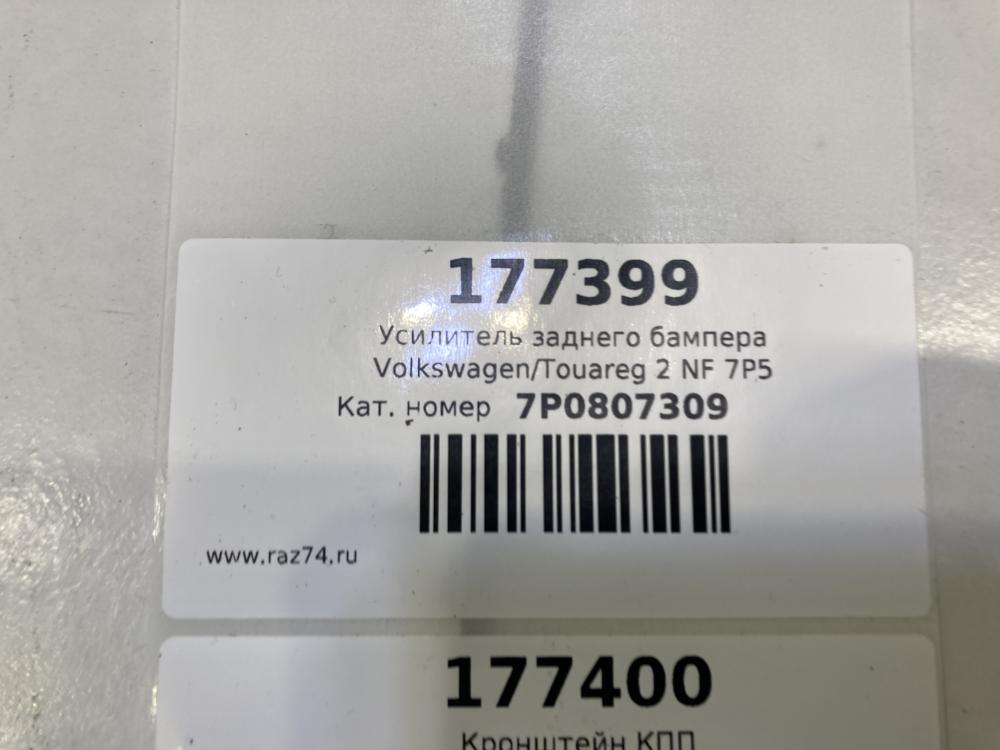 177399
Усилитель заднего бампера
Volkswagen/Touareg 2 NF 7P5
Кат. номер 7P0807309
www.raz74.ru
177400
Кронштейн КПП